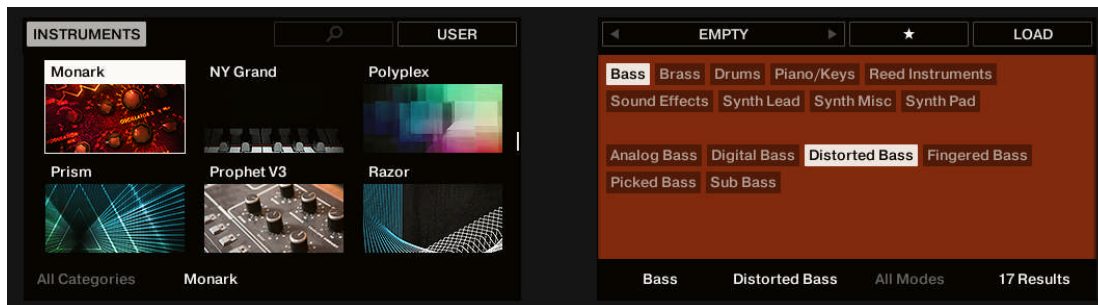 INSTRUMENTS USER
Monark NY Grand Polyplex
Prism Prophet V3 Razor
All Categories Monark
EMPTY LOAD
Bass Brass Drums Piano/Keys Reed Instruments
Sound Effects Synth Lead Synth Misc Synth Pad
Analog Bass Digital Bass Distorted Bass Fingered Bass
Picked Bass Sub Bass
Bass Distorted Bass All Modes 17 Results